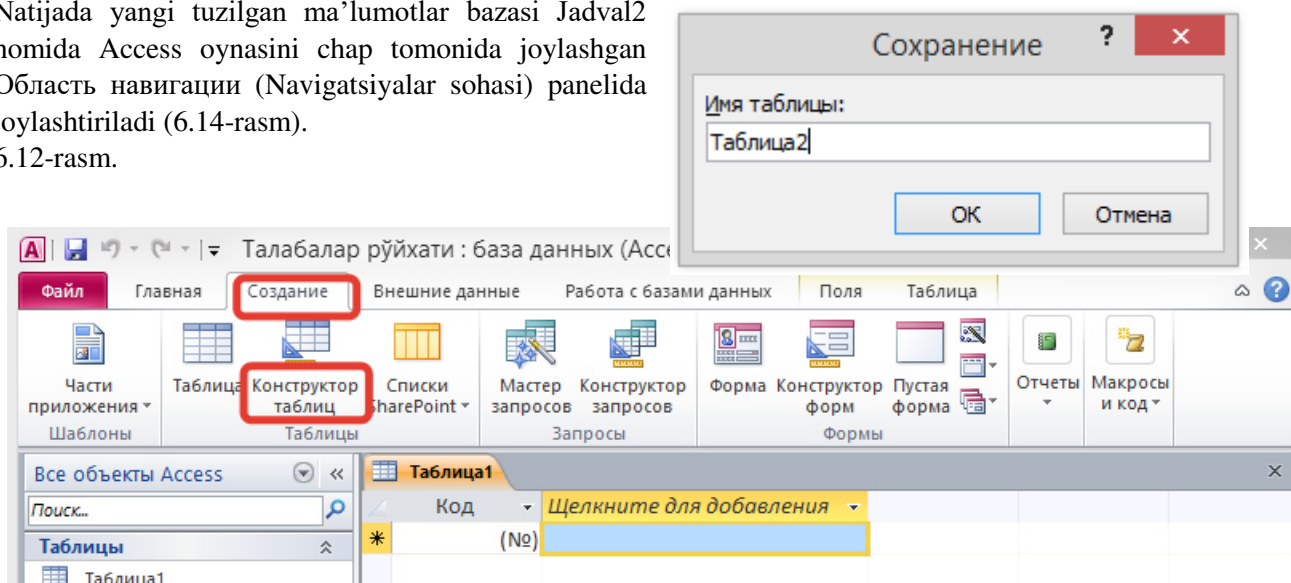 Natijada yangi tuzilgan ma’lumotlar bazasi Jadval2
nomida Access oynasini chap tomonida joylashgan
Область навигации (Navigatsiyalar sohasi) panelida
joylashtiriladi (6.14-rasm).
6.12-rasm.
Сохранение ?
Имя таблицы:
Таблица2
ОК Отмена
Талабалар рўйхати : база данных (Acce
Файл Главная Создание Внешние данные Работа с базами данных Поля Таблица
Части приложения
Таблица
Конструктор таблиц
Списки SharePoint
Мастер запросов
Конструктор запросов
Форма
Конструктор форм
Пустая форма
Отчеты
Макросы и код
Шаблоны Таблицы Запросы Формы
Все объекты Access «
Таблица1
Поиск...
Код Щелкните для добавления
Таблицы
(№)
Таблица1